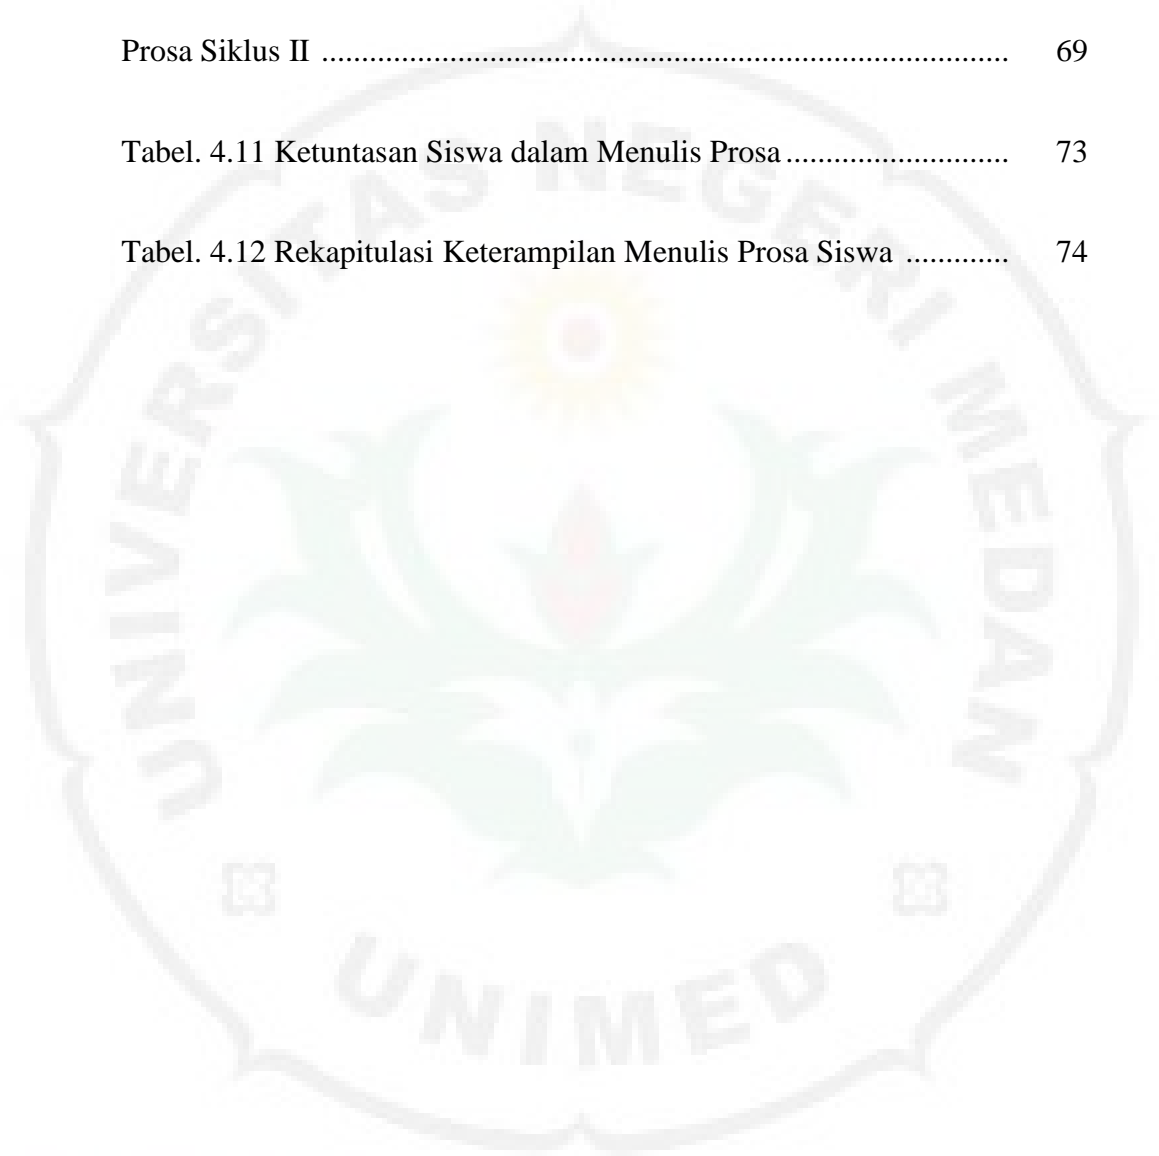 Prosa Siklus II ...................................................................................... 69
Tabel. 4.11 Ketuntasan Siswa dalam Menulis Prosa ............................ 73
Tabel. 4.12 Rekapitulasi Keterampilan Menulis Prosa Siswa ............. 74
UNIVERSITAS NEGERI MEDAN
UNIMED